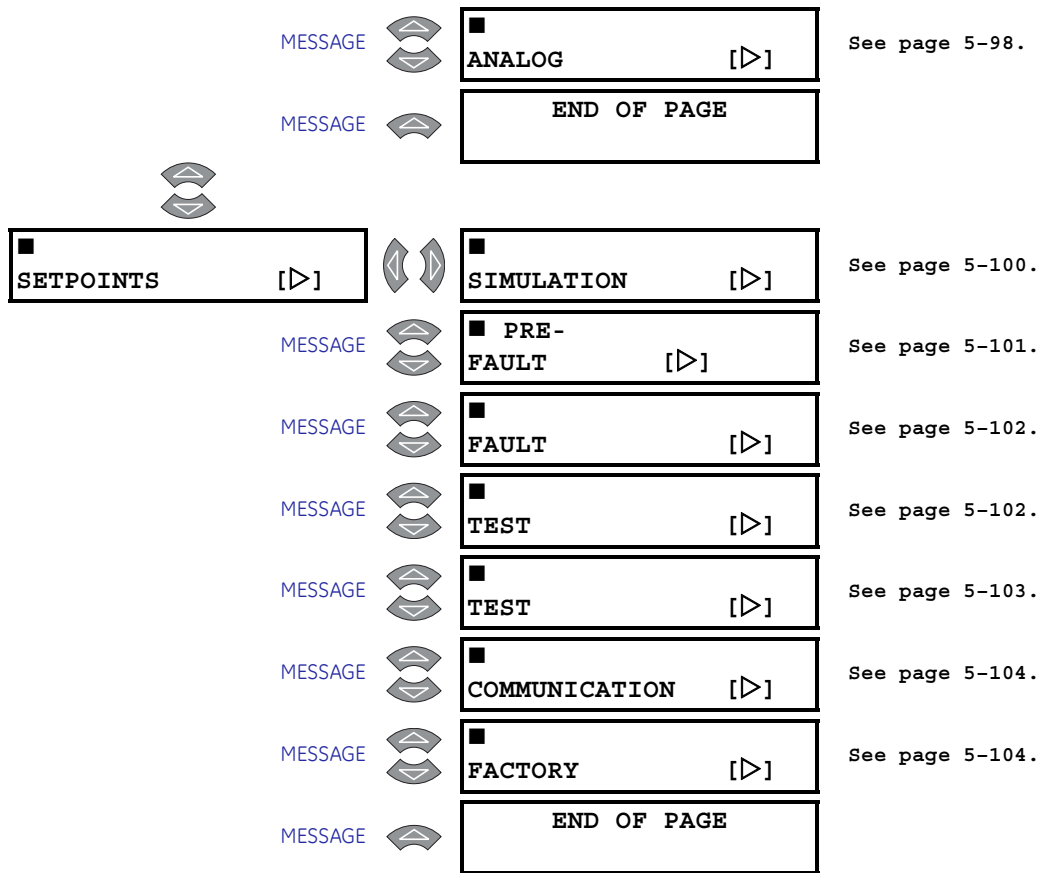 MESSAGE ■ See page 5-98.
ANALOG [▷]
MESSAGE END OF PAGE
■ ■ See page 5-100.
SETPOINTS [▷] SIMULATION [▷]
MESSAGE ■ PRE- See page 5-101.
FAULT [▷]
MESSAGE ■ See page 5-102.
FAULT [▷]
MESSAGE ■ See page 5-102.
TEST [▷]
MESSAGE ■ See page 5-103.
TEST [▷]
MESSAGE ■ See page 5-104.
COMMUNICATION [▷]
MESSAGE ■ See page 5-104.
FACTORY [▷]
MESSAGE END OF PAGE